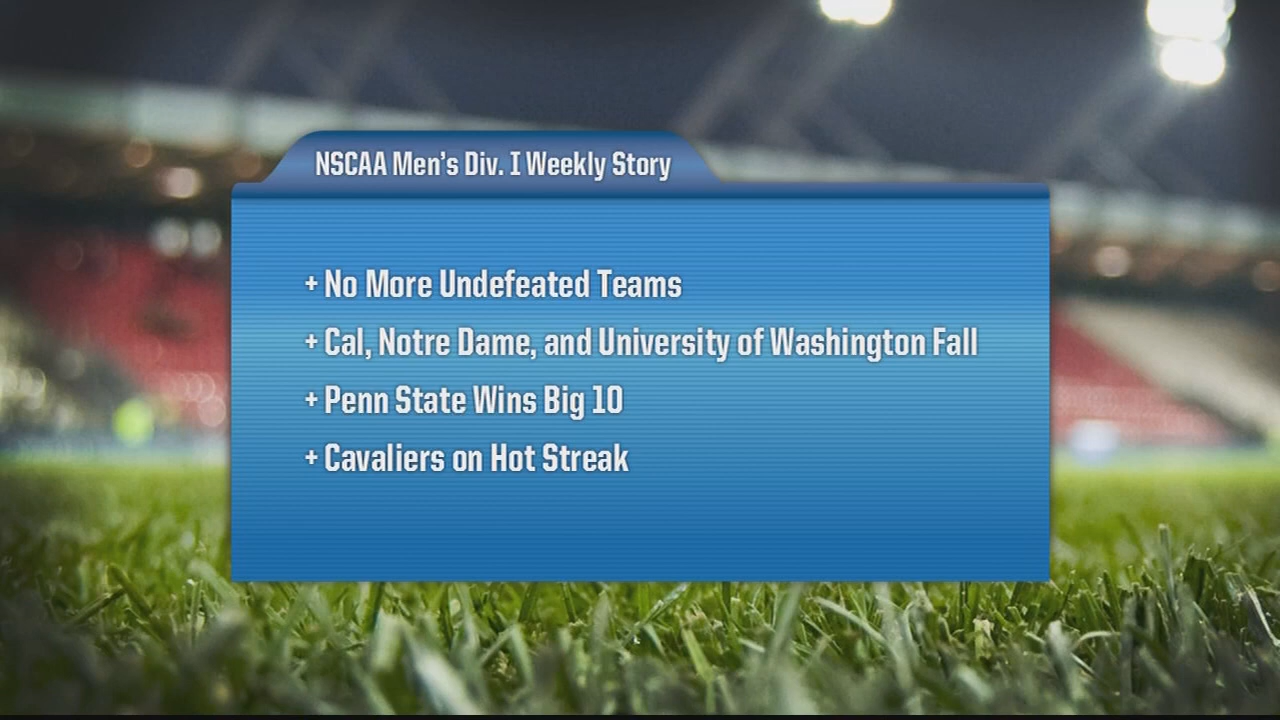 NSCAA Men's Div. I Weekly Story
+ No More Undefeated Teams
+ Cal, Notre Dame, and University of Washington Fall
+ Penn State Wins Big 10
+ Cavaliers on Hot Streak